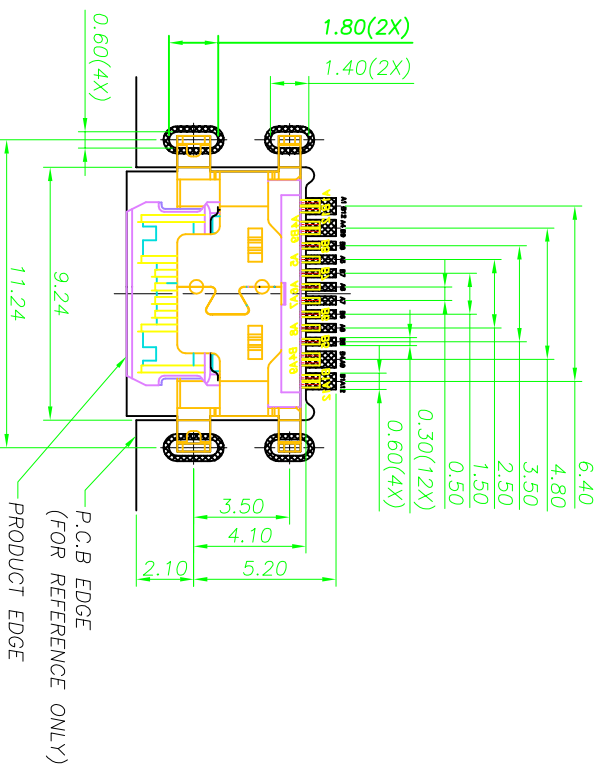 1.80(2X)
1.40(2X)
0.60(4X)
6.40
4.80
3.50
2.50
1.50
0.50
0.30(12X)
0.60(4X)
9.24
11.24
3.50
4.10
2.10
5.20
P.C.B EDGE
(FOR REFERENCE ONLY)
PRODUCT EDGE